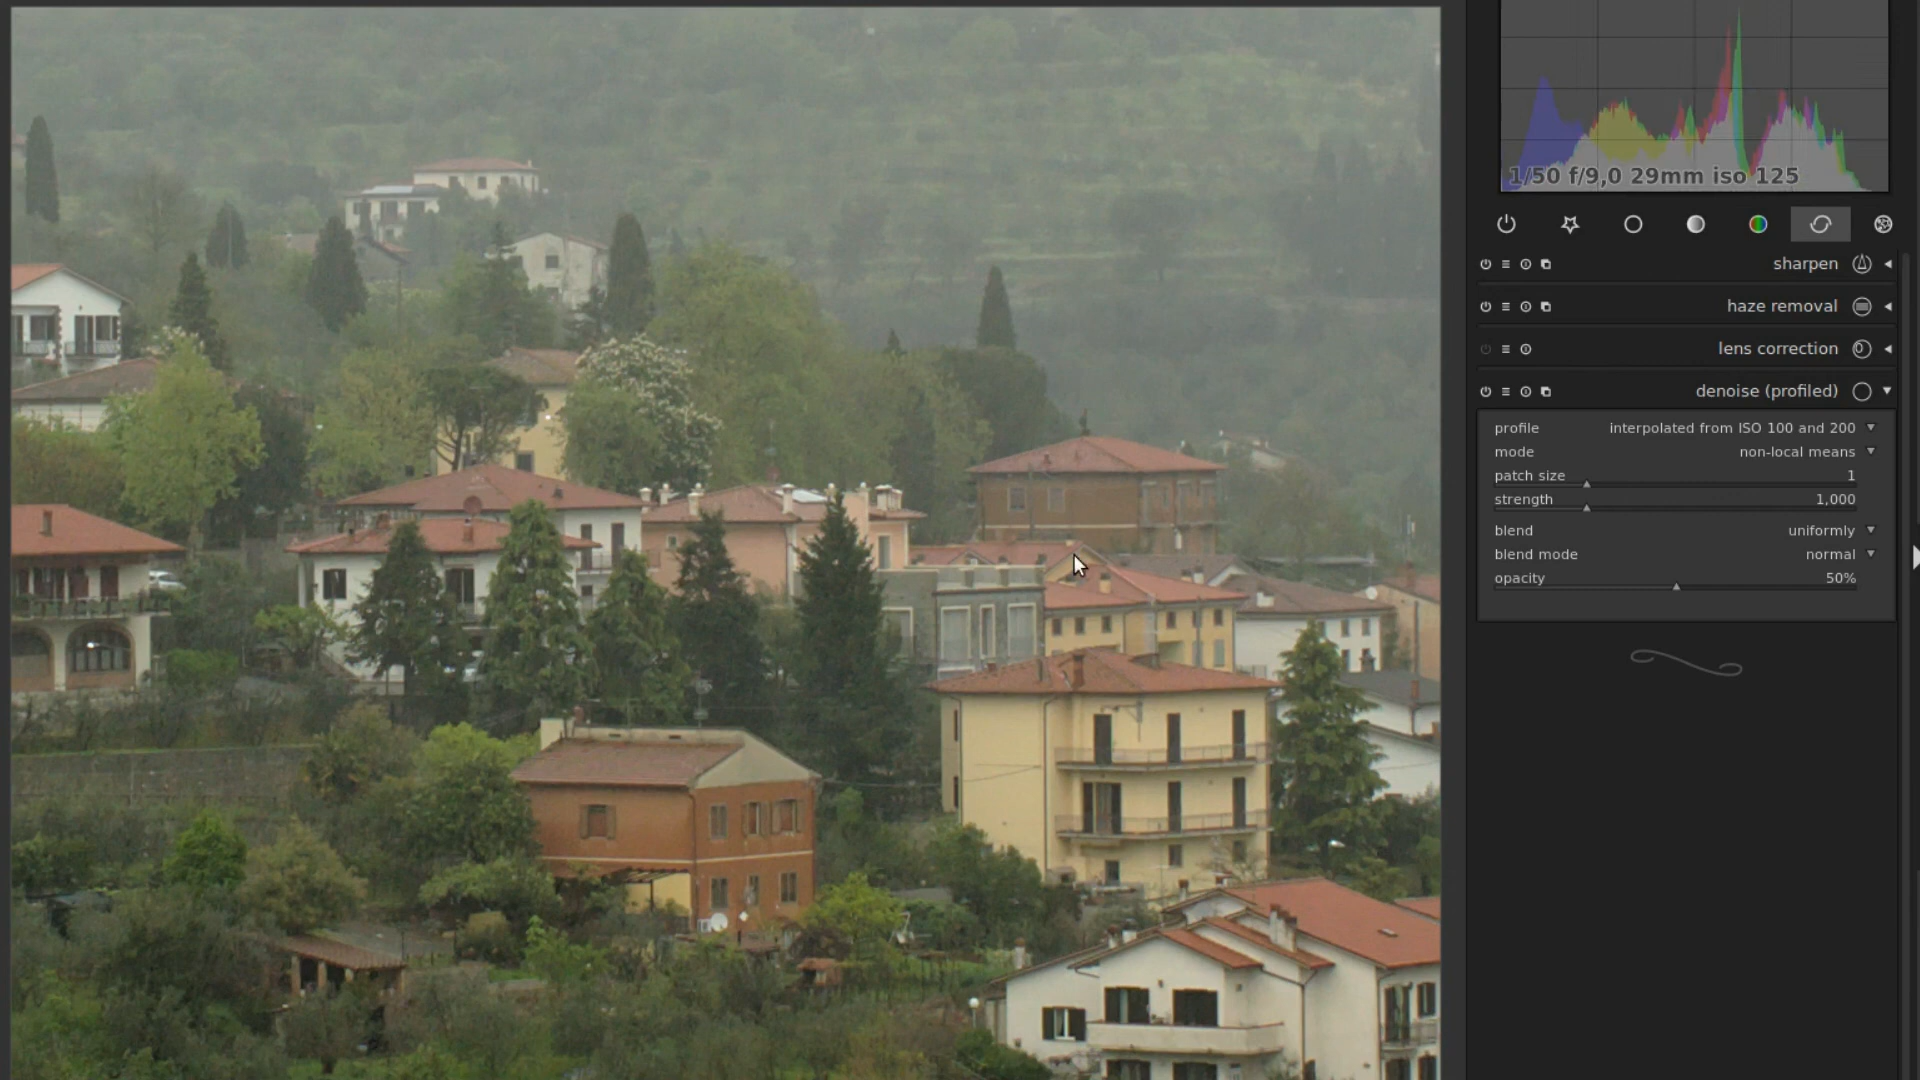 1/50 f/9,0 29mm iso 125
sharpen
haze removal
lens correction
denoise (profiled)
profile interpolated from ISO 100 and 200
mode non-local means
patch size 1
strength 1,000
blend uniformly
blend mode normal
opacity 50%